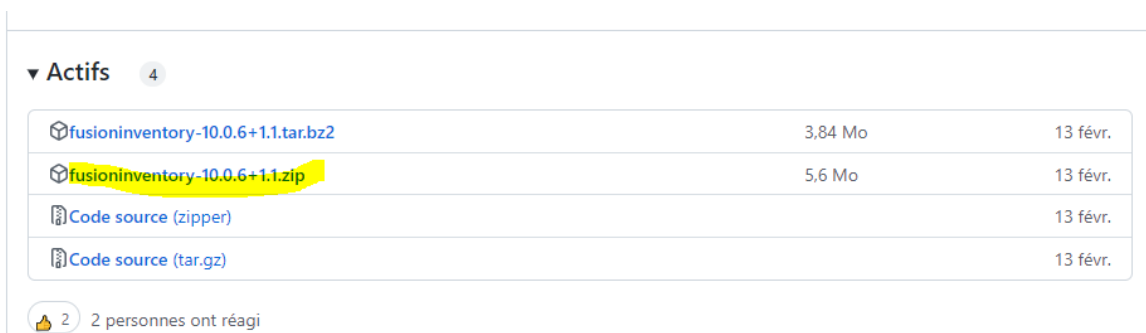 Actifs 4
fusioninventory-10.0.6+1.1.tar.bz2 3,84 Mo 13 févr.
fusioninventory-10.0.6+1.1.zip 5,6 Mo 13 févr.
Code source (zipper) 13 févr.
Code source (tar.gz) 13 févr.
2 2 personnes ont réagi